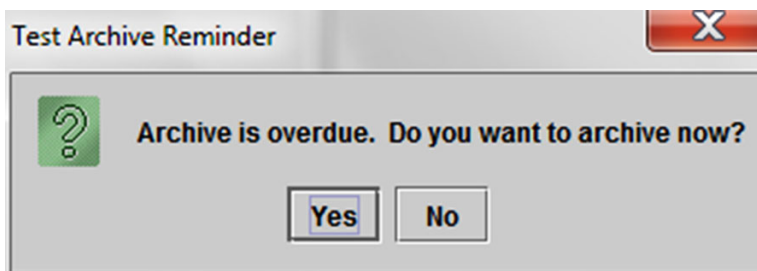 Test Archive Reminder
Archive is overdue.  Do you want to archive now?
Yes No